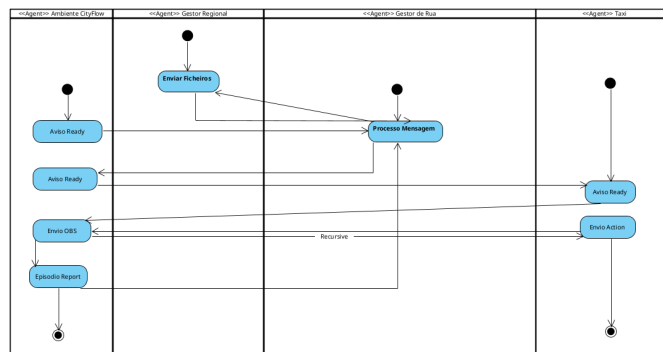 <<Agent>> Ambiente CityFlow
<<Agent>> Gestor Regional
<<Agent>> Gestor de Rua
<<Agent>> Taxi
Enviar Ficheiros
Aviso Ready
Processo Mensagem
Aviso Ready
Aviso Ready
Envio OBS
Recursive
Envio Action
Episodio Report